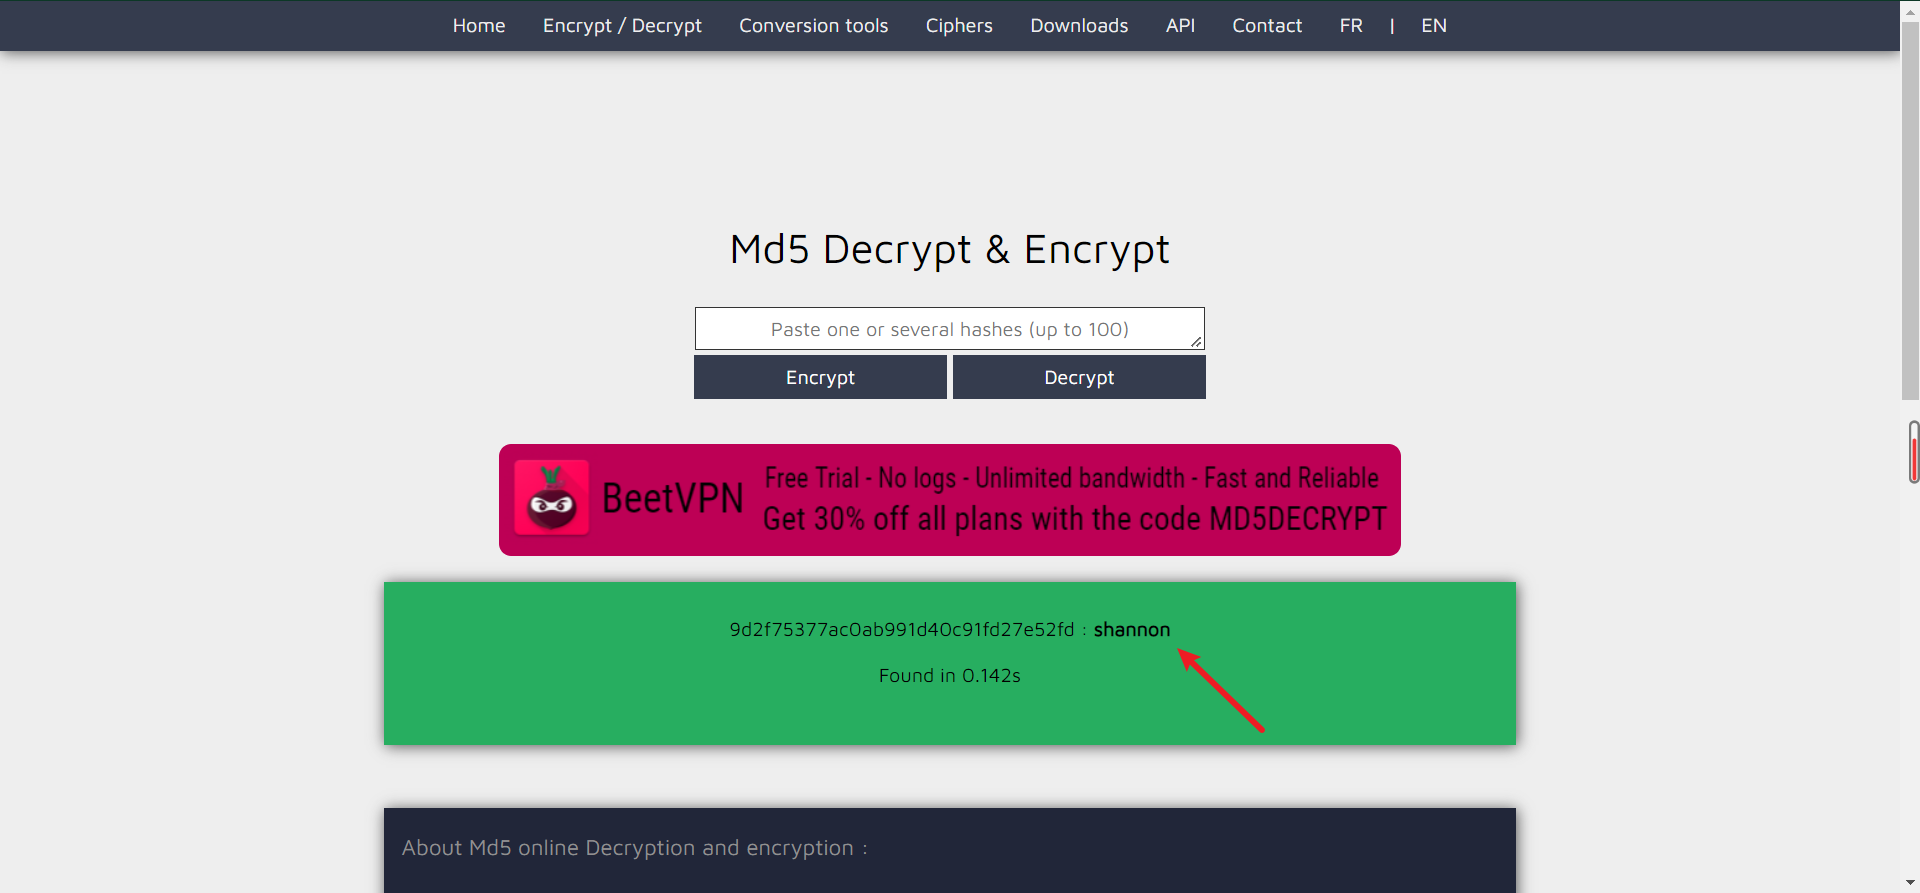 Home Encrypt / Decrypt Conversion tools Ciphers Downloads API Contact FR | EN
Md5 Decrypt & Encrypt
Paste one or several hashes (up to 100)
Encrypt Decrypt
BeetVPN
Free Trial - No logs - Unlimited bandwidth - Fast and Reliable
Get 30% off all plans with the code MD5DECRYPT
9d2f75377ac0ab991d40c91fd27e52fd : shannon
Found in 0.142s
About Md5 online Decryption and encryption :